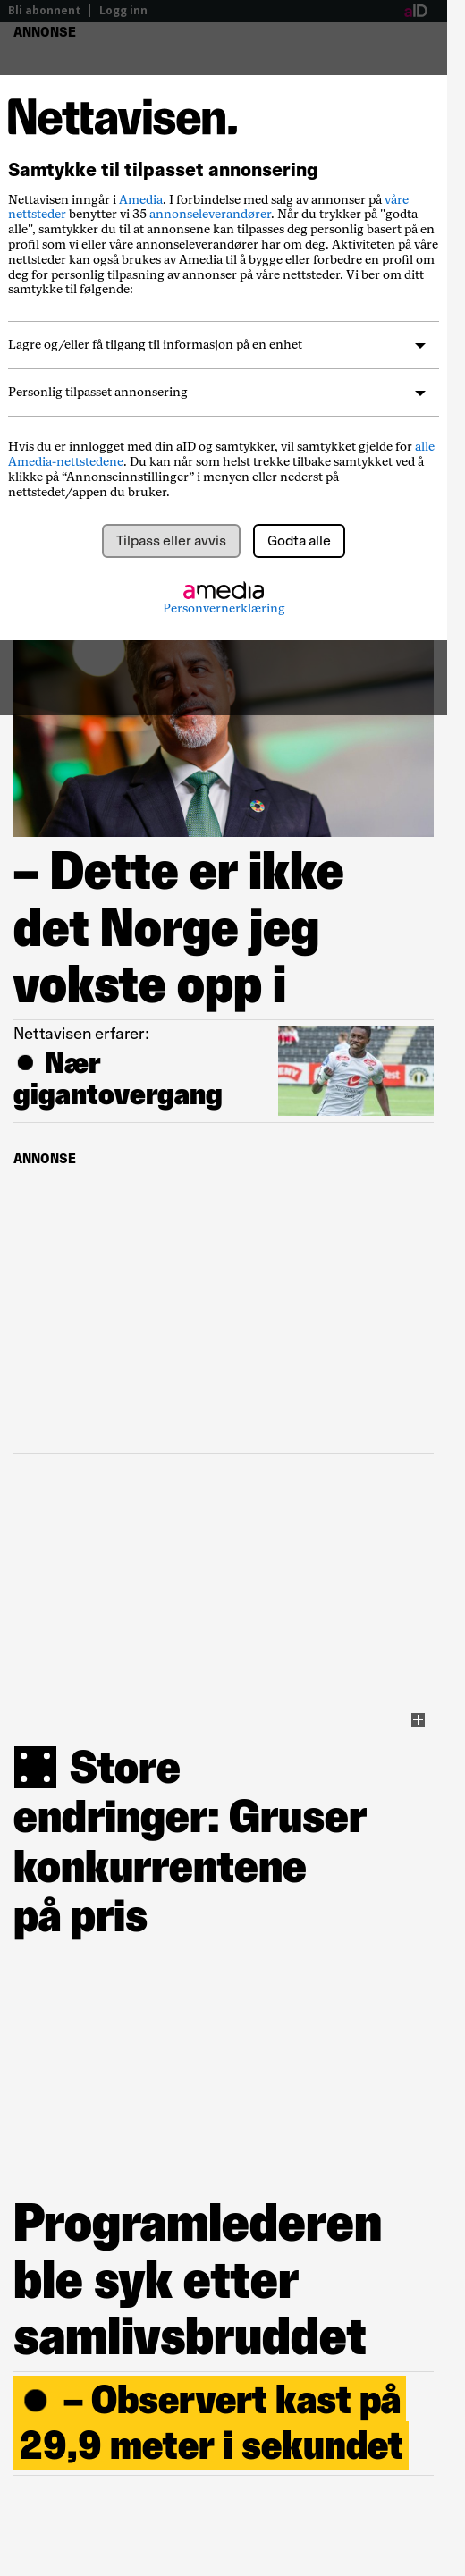 Bli abonnent | Logg inn
aID
ANNONSE
Nettavisen.
Samtykke til tilpasset annonsering
Nettavisen inngår i Amedia. I forbindelse med salg av annonser på våre
nettsteder benytter vi 35 annonseleverandører. Når du trykker på "godta
alle", samtykker du til at annonsene kan tilpasses deg personlig basert på en
profil som vi eller våre annonseleverandører har om deg. Aktiviteten på våre
nettsteder kan også brukes av Amedia til å bygge eller forbedre en profil om
deg for personlig tilpasning av annonser på våre nettsteder. Vi ber om ditt
samtykke til følgende:
Lagre og/eller få tilgang til informasjon på en enhet
Personlig tilpasset annonsering
Hvis du er innlogget med din aID og samtykker, vil samtykket gjelde for alle
Amedia-nettstedene. Du kan når som helst trekke tilbake samtykket ved å
klikke på “Annonseinnstillinger” i menyen eller nederst på
nettstedet/appen du bruker.
Tilpass eller avvis
Godta alle
amedia
Personvernerklæring
– Dette er ikke
det Norge jeg
vokste opp i
Nettavisen erfarer:
Nær
gigantovergang
ANNONSE
Store
endringer: Gruser
konkurrentene
på pris
Programlederen
ble syk etter
samlivsbruddet
– Observert kast på
29,9 meter i sekundet